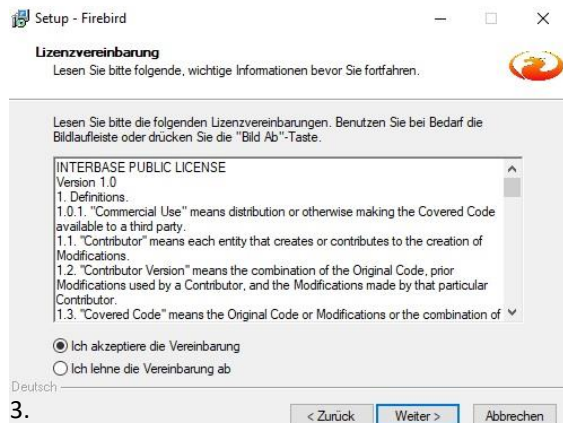 Setup - Firebird
Lizenzvereinbarung
Lesen Sie bitte folgende, wichtige Informationen bevor Sie fortfahren.
Lesen Sie bitte die folgenden Lizenzvereinbarungen. Benutzen Sie bei Bedarf die
Bildlaufleiste oder drücken Sie die "Bild Ab"-Taste.
INTERBASE PUBLIC LICENSE
Version 1.0
1. Definitions.
1.0.1. "Commercial Use" means distribution or otherwise making the Covered Code
available to a third party.
1.1. "Contributor" means each entity that creates or contributes to the creation of
Modifications.
1.2. "Contributor Version" means the combination of the Original Code, prior
Modifications used by a Contributor, and the Modifications made by that particular
Contributor.
1.3. "Covered Code" means the Original Code or Modifications or the combination of
Ich akzeptiere die Vereinbarung
Ich lehne die Vereinbarung ab
Deutsch
3.
< Zurück Weiter > Abbrechen